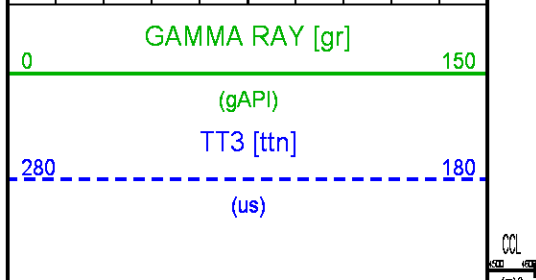 GAMMA RAY [gr]
0 150
(gAPI)
TT3 [ttn]
280 180
(us)
CCL